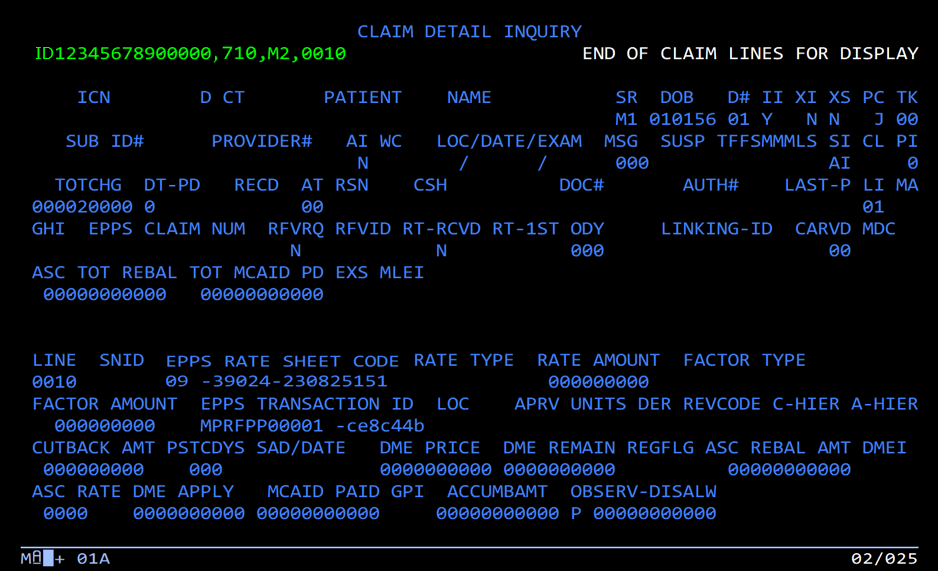 CLAIM DETAIL INQUIRY
ID12345678900000,710,M2,0010 END OF CLAIM LINES FOR DISPLAY
ICN D CT PATIENT NAME SR DOB D# II XI XS PC TK
M1 010156 01 Y N N J 00
SUB ID# PROVIDER# AI WC LOC/DATE/EXAM MSG SUSP TFFSMMMLS SI CL PI
N / / 000 AI 0
TOTCHG DT-PD RECD AT RSN CSH DOC# AUTH# LAST-P LI MA
000020000 0 00 01
GHI EPPS CLAIM NUM RFVRQ RFVID RT-RCVD RT-1ST ODY LINKING-ID CARVD MDC
N N 000 00
ASC TOT REBAL TOT MCAID PD EXS MLEI
00000000000 00000000000
LINE SNID EPPS RATE SHEET CODE RATE TYPE RATE AMOUNT FACTOR TYPE
0010 09 -39024-230825151 000000000
FACTOR AMOUNT EPPS TRANSACTION ID LOC APRV UNITS DER REVCODE C-HIER A-HIER
000000000 MPRFPP00001 -ce8c44b
CUTBACK AMT PSTCDYS SAD/DATE DME PRICE DME REMAIN REGFLG ASC REBAL AMT DMEI
000000000 000 0000000000 0000000000 00000000000
ASC RATE DME APPLY MCAID PAID GPI ACCUMBAMT OBSERV-DISALW
0000 0000000000 00000000000 00000000000 P 00000000000
M + 01A 02/025